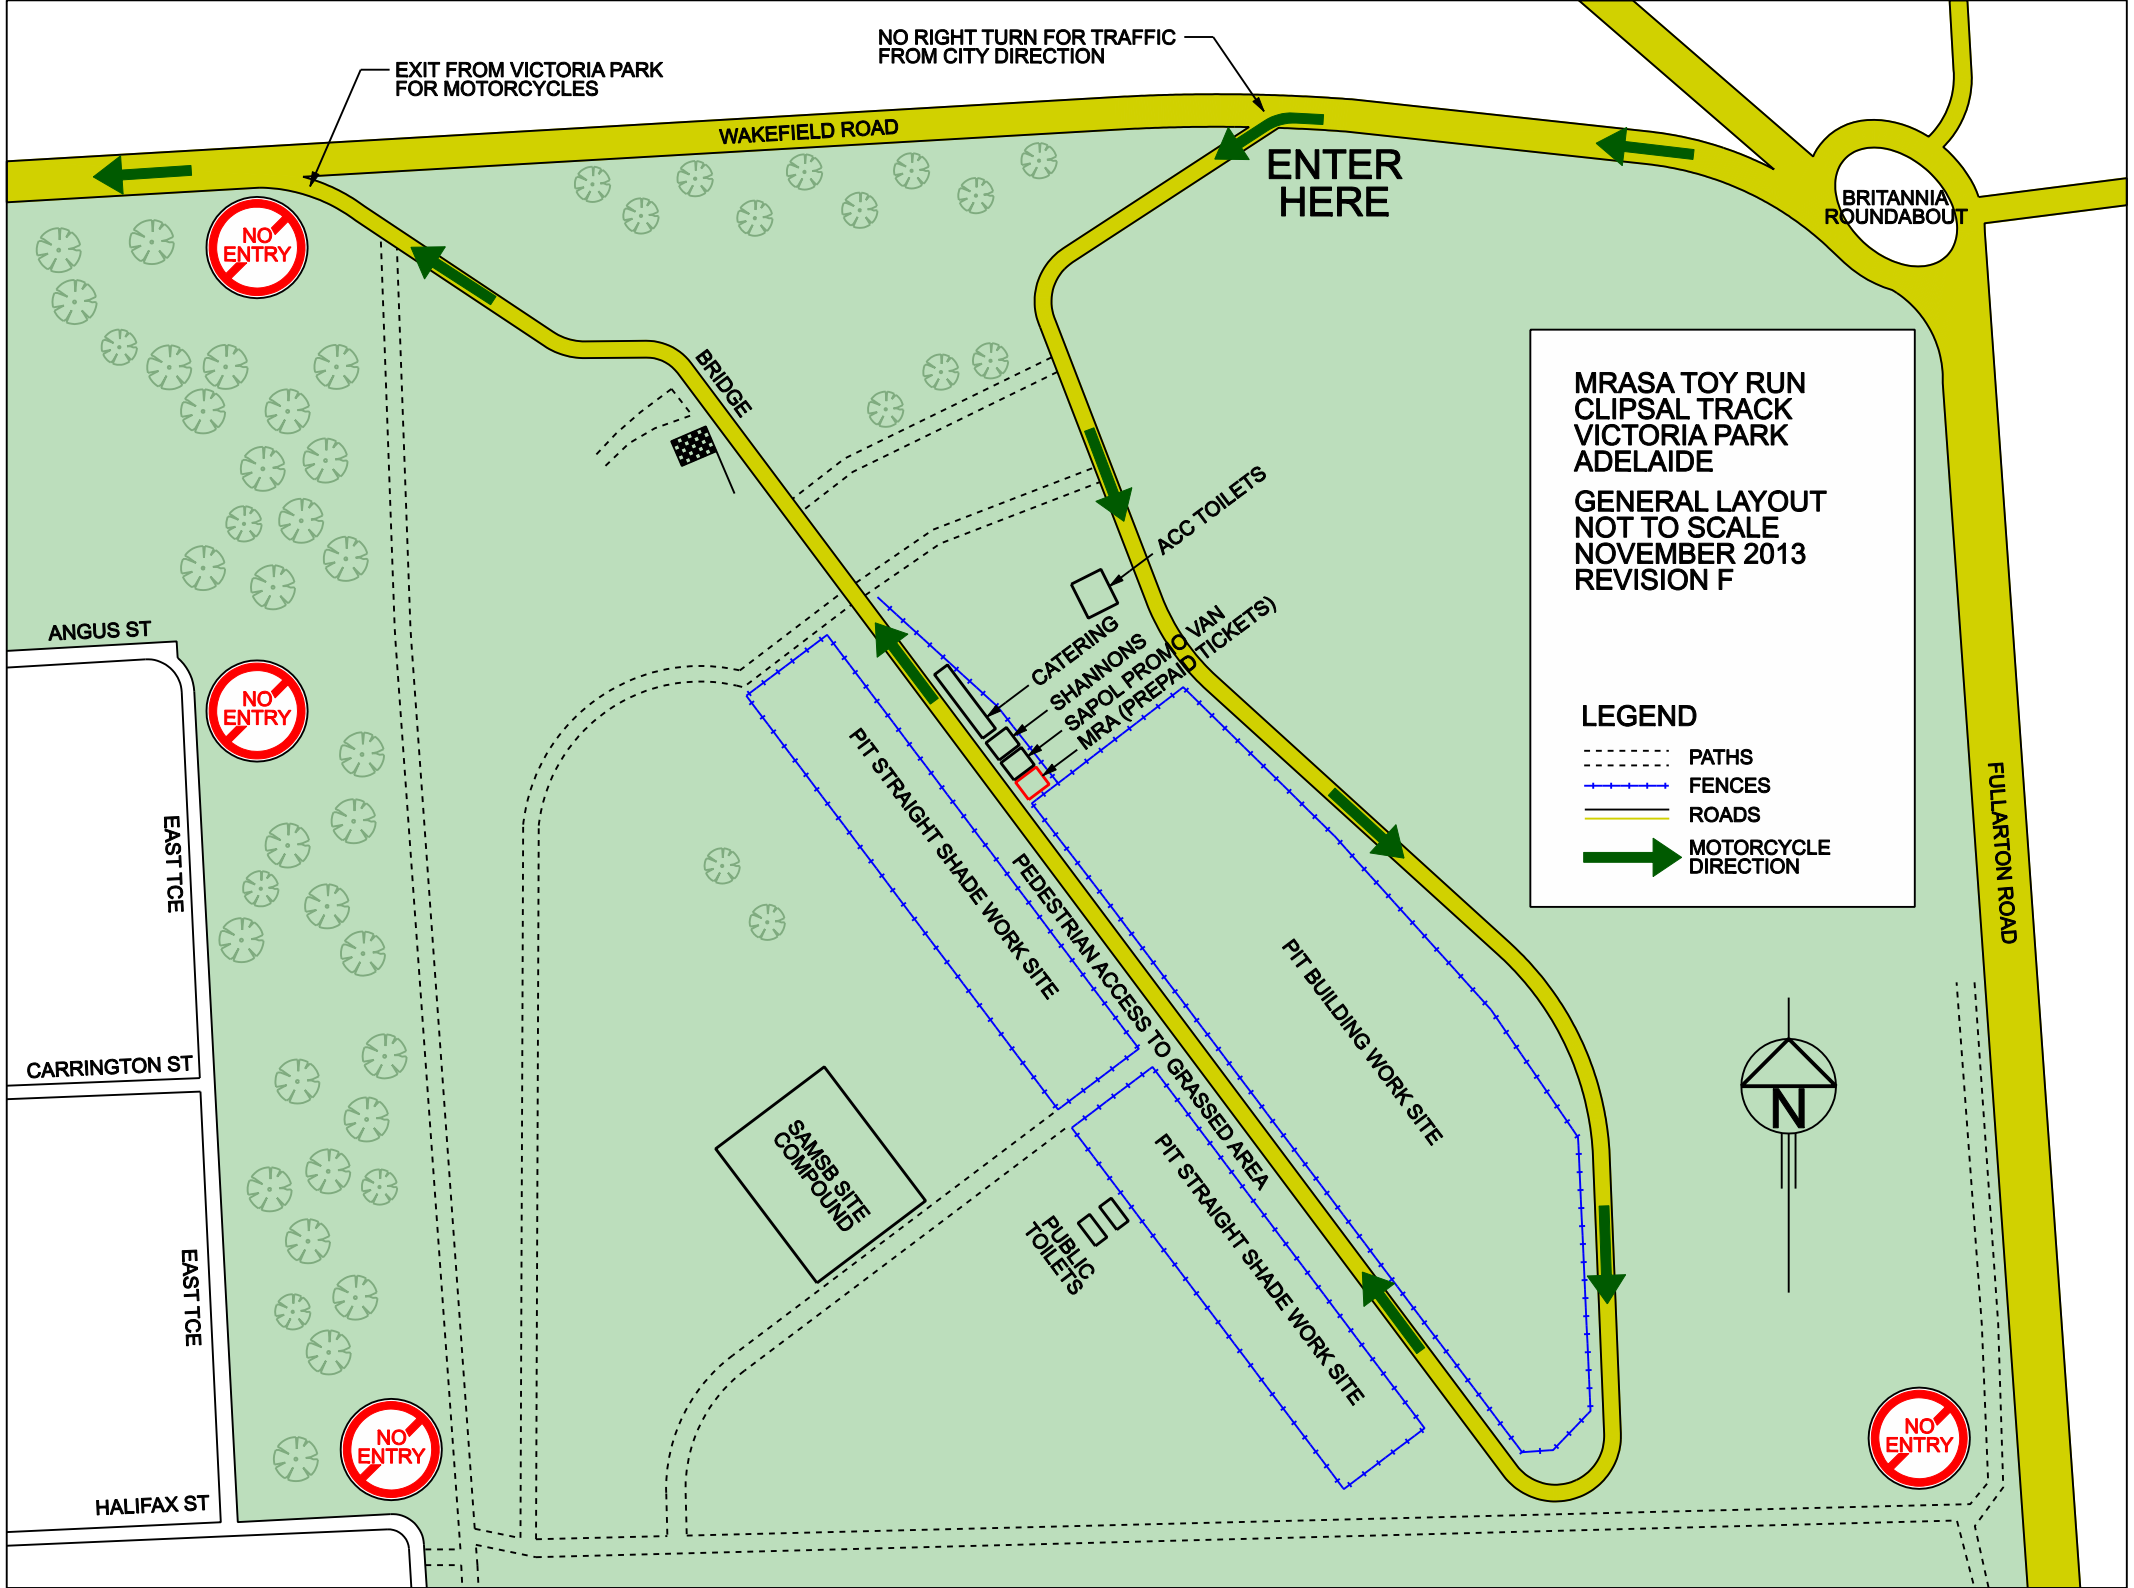 NO RIGHT TURN FOR TRAFFIC
FROM CITY DIRECTION
EXIT FROM VICTORIA PARK
FOR MOTORCYCLES
WAKEFIELD ROAD
ENTER
HERE
BRITANNIA
ROUNDABOUT
NO
ENTRY
BRIDGE
MRASA TOY RUN
CLIPSAL TRACK
VICTORIA PARK
ADELAIDE
GENERAL LAYOUT
NOT TO SCALE
NOVEMBER 2013
REVISION F
LEGEND
PATHS
FENCES
ROADS
MOTORCYCLE
DIRECTION
ACC TOILETS
CATERING
SHANNONS
SAPOL PROMO VAN
MRA (PREPAID TICKETS)
ANGUS ST
NO
ENTRY
PIT STRAIGHT SHADE WORK SITE
PEDESTRIAN ACCESS TO GRASSED AREA
PIT BUILDING WORK SITE
FULLARTON ROAD
EAST TCE
CARRINGTON ST
N
SAMSB SITE
COMPOUND
PUBLIC
TOILETS
PIT STRAIGHT SHADE WORK SITE
EAST TCE
NO
ENTRY
NO
ENTRY
HALIFAX ST